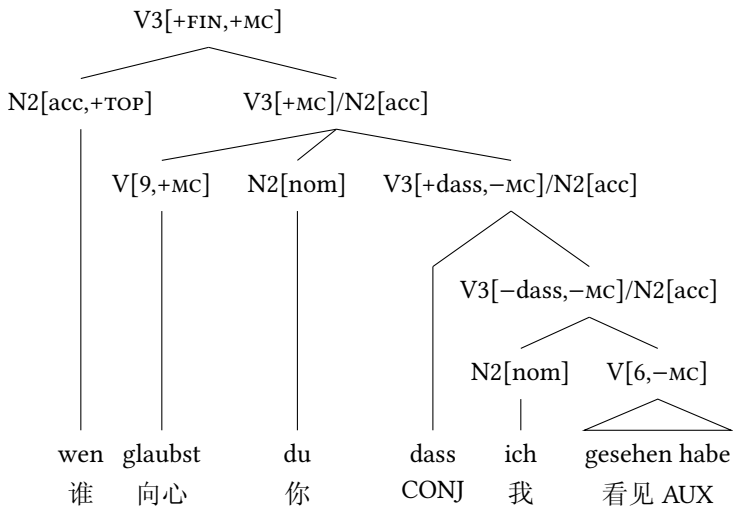 V3[+FIN,+MC]
N2[acc,+TOP] V3[+MC]/N2[acc]
V[9,+MC] N2[nom] V3[+dass,−MC]/N2[acc]
V3[−dass,−MC]/N2[acc]
N2[nom] V[6,−MC]
wen glaubst du dass ich gesehen habe
谁 向心 你 CONJ 我 看见 AUX